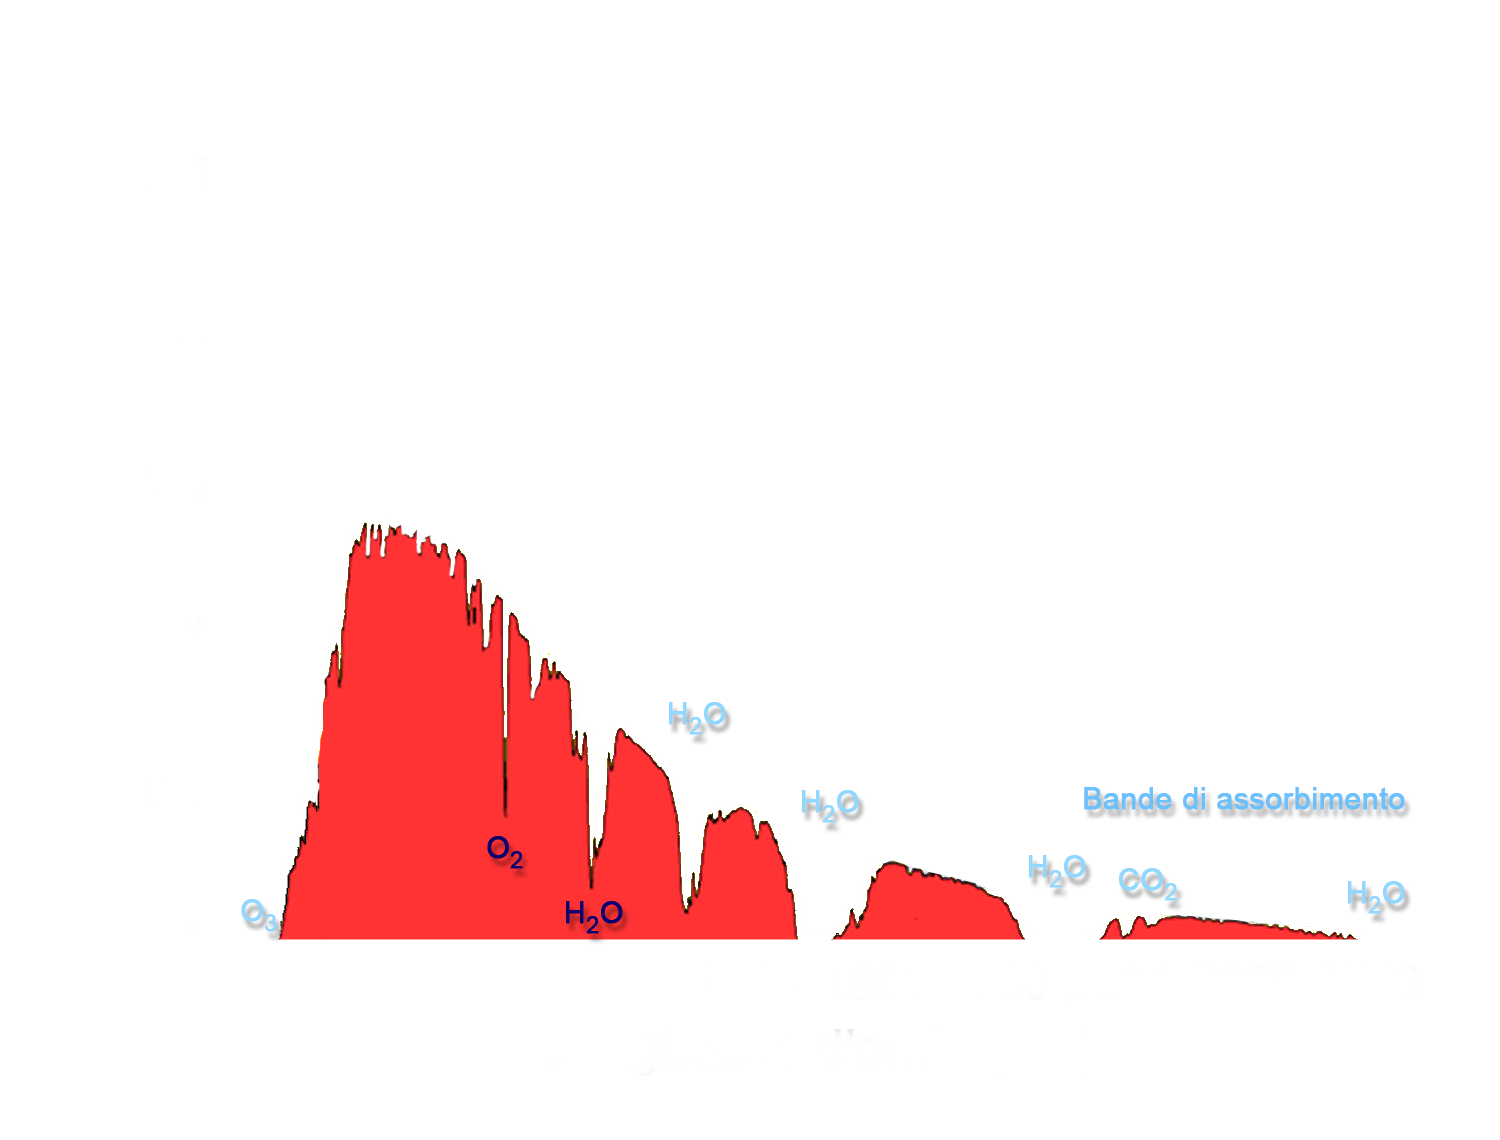 H₂O
H₂O
Bande di assorbimento
O₂
H₂O
CO₂
H₂O
O₃
H₂O